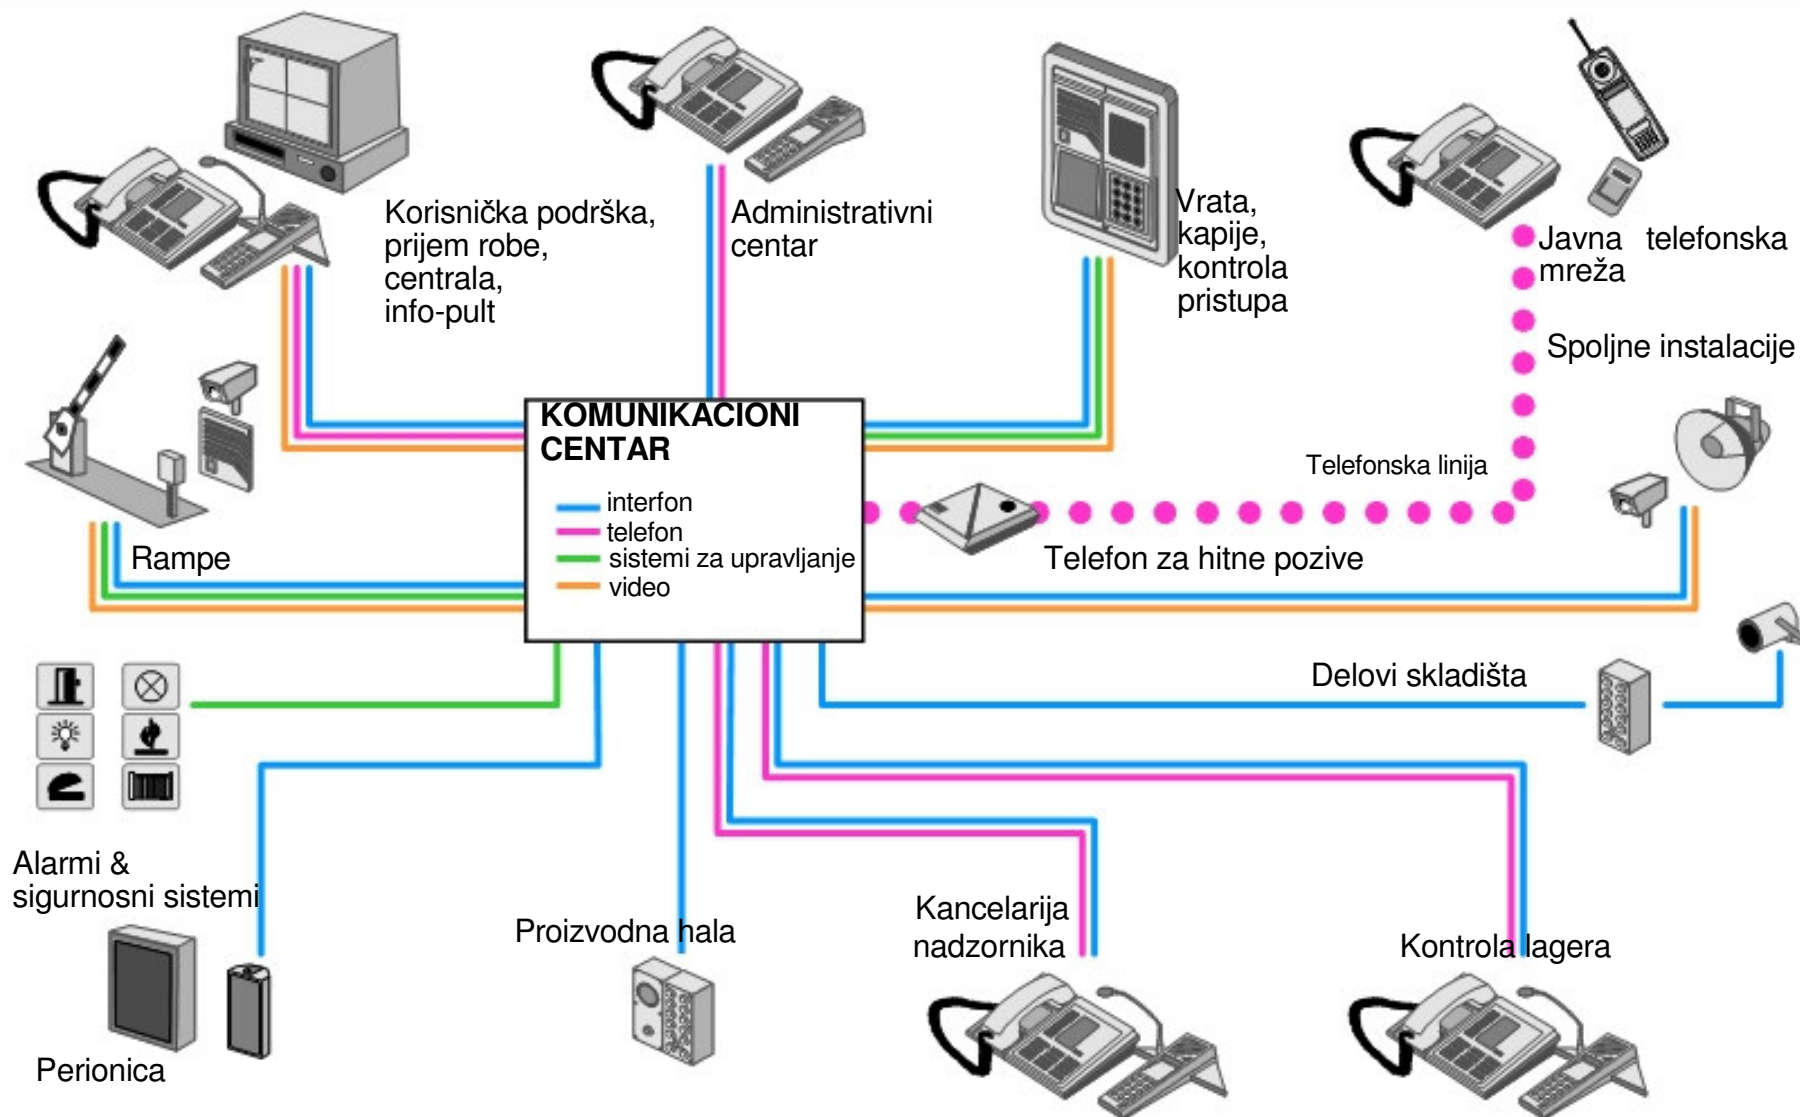 Korisnička podrška,
prijem robe,
centrala,
info-pult
Administrativni
centar
Vrata,
kapije,
kontrola
pristupa
Javna telefonska
mreža
Spoljne instalacije
KOMUNIKACIONI
CENTAR
interfon
telefon
sistemi za upravljanje
video
Telefonska linija
Telefon za hitne pozive
Rampe
Delovi skladišta
Alarmi &
sigurnosni sistemi
Perionica
Proizvodna hala
Kancelarija
nadzornika
Kontrola lagera